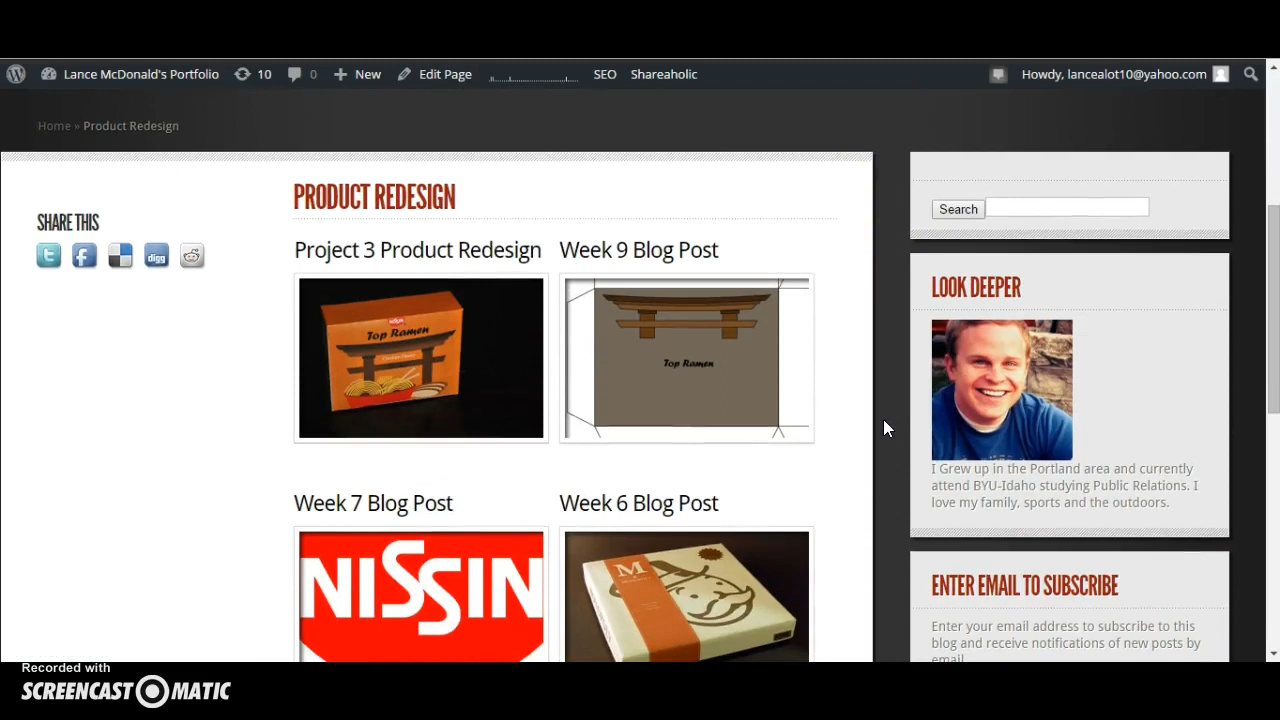 Lance McDonald's Portfolio 10 0 New Edit Page SEO Shareaholic Howdy, lancealot10@yahoo.com
Home » Product Redesign
PRODUCT REDESIGN
SHARE THIS
digg
Project 3 Product Redesign
Week 9 Blog Post
Top Ramen
Chicken Flavor
Top Ramen
Week 7 Blog Post
Week 6 Blog Post
NISSIN
M
Search
LOOK DEEPER
I Grew up in the Portland area and currently
attend BYU-Idaho studying Public Relations. I
love my family, sports and the outdoors.
ENTER EMAIL TO SUBSCRIBE
Enter your email address to subscribe to this
blog and receive notifications of new posts by
email.
Recorded with
SCREENCAST-O-MATIC